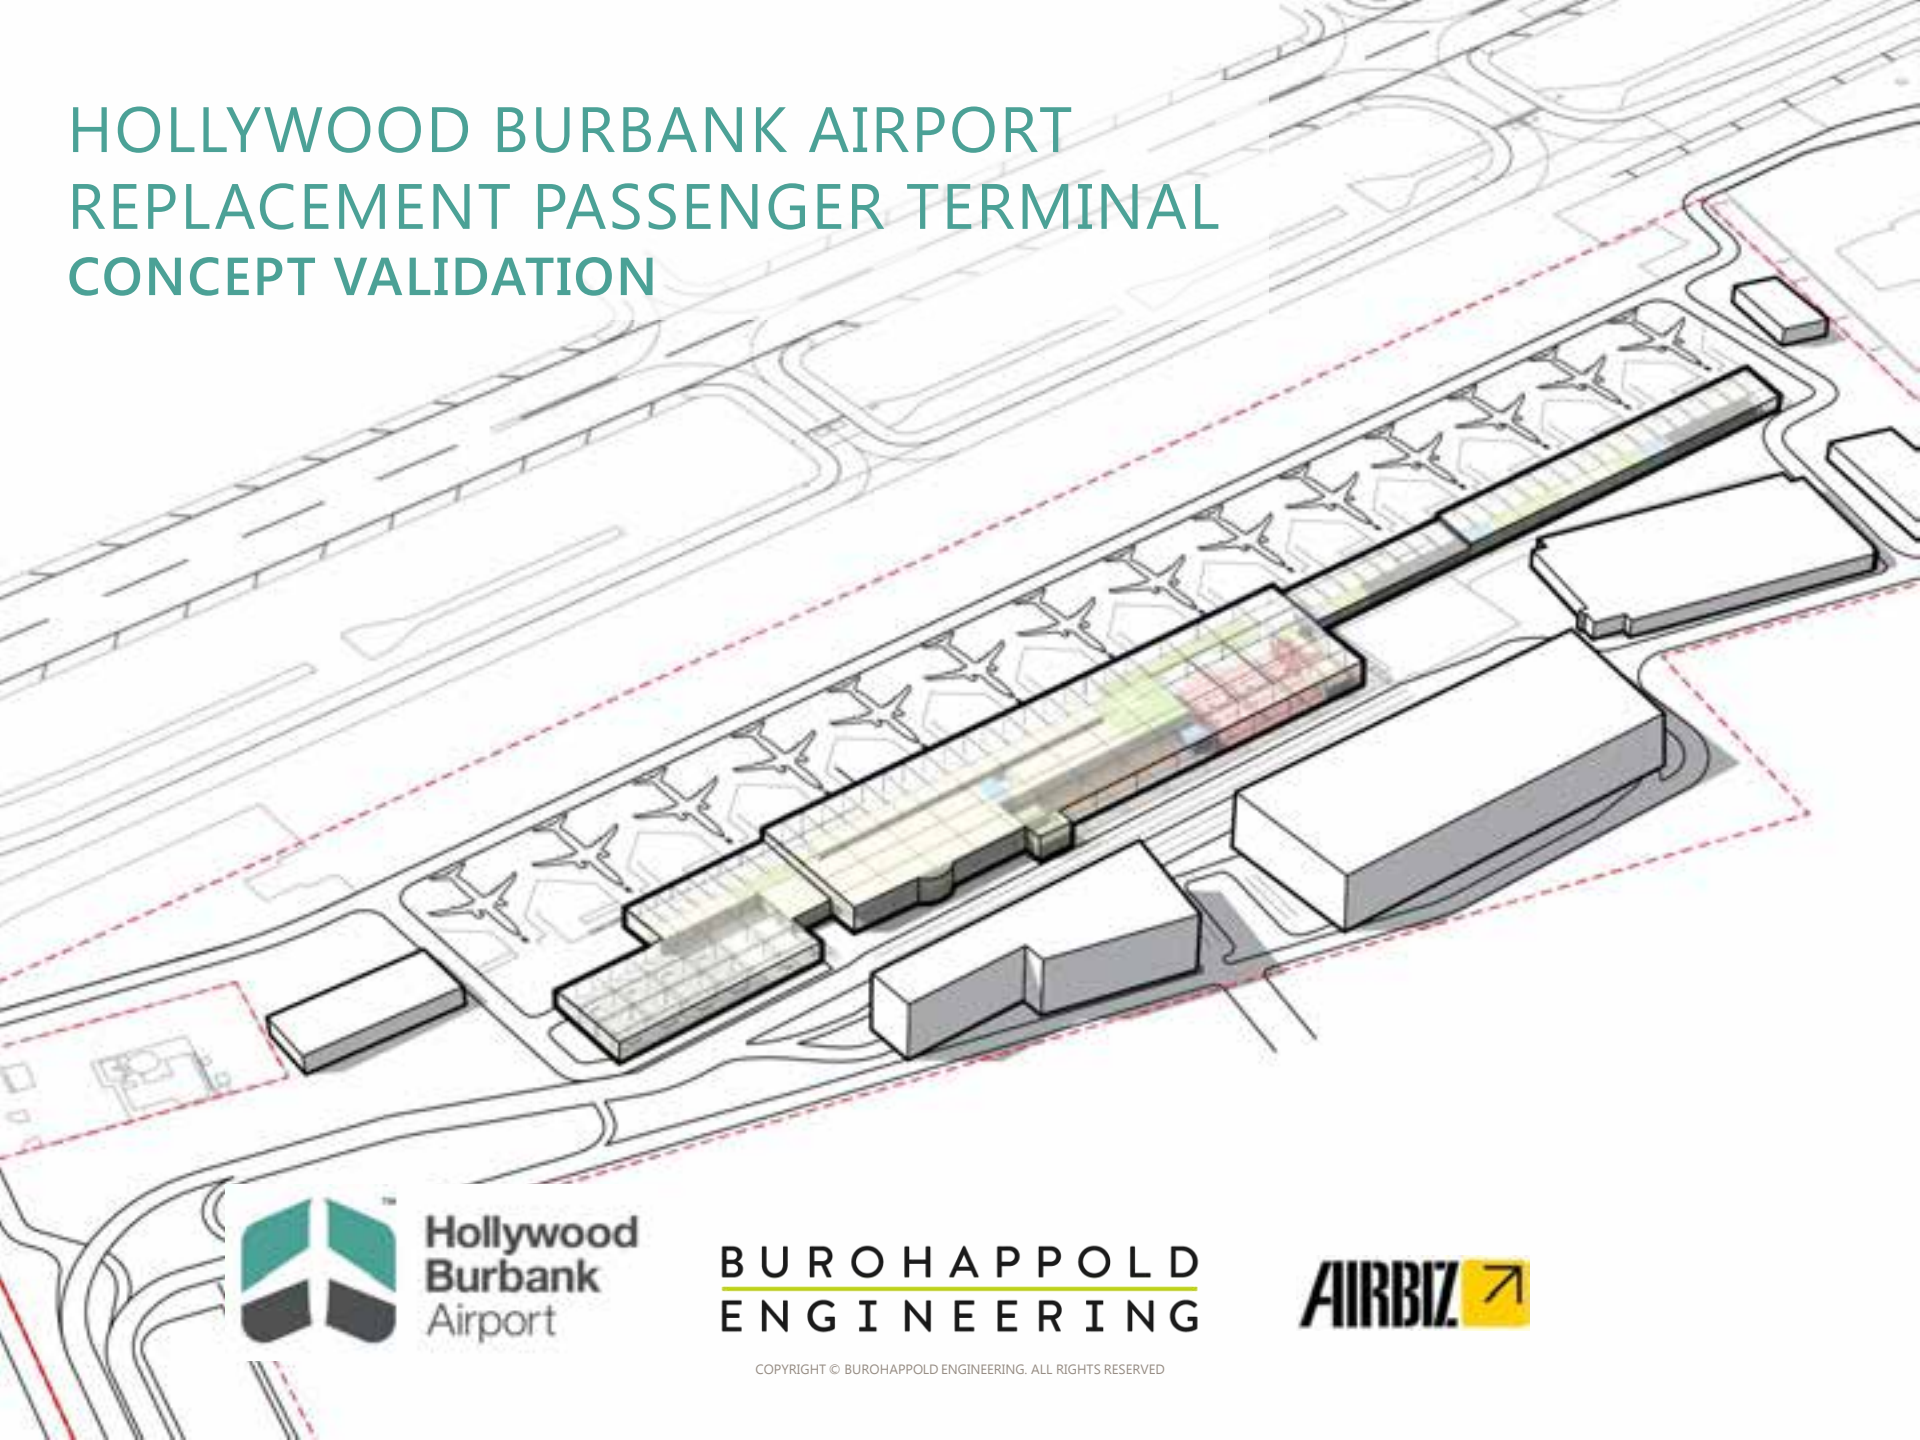 HOLLYWOOD BURBANK AIRPORT
REPLACEMENT PASSENGER TERMINAL
CONCEPT VALIDATION
TM
Hollywood
Burbank
Airport
BUROHAPPOLD
ENGINEERING
AIRBIZ
COPYRIGHT © BUROHAPPOLD ENGINEERING. ALL RIGHTS RESERVED